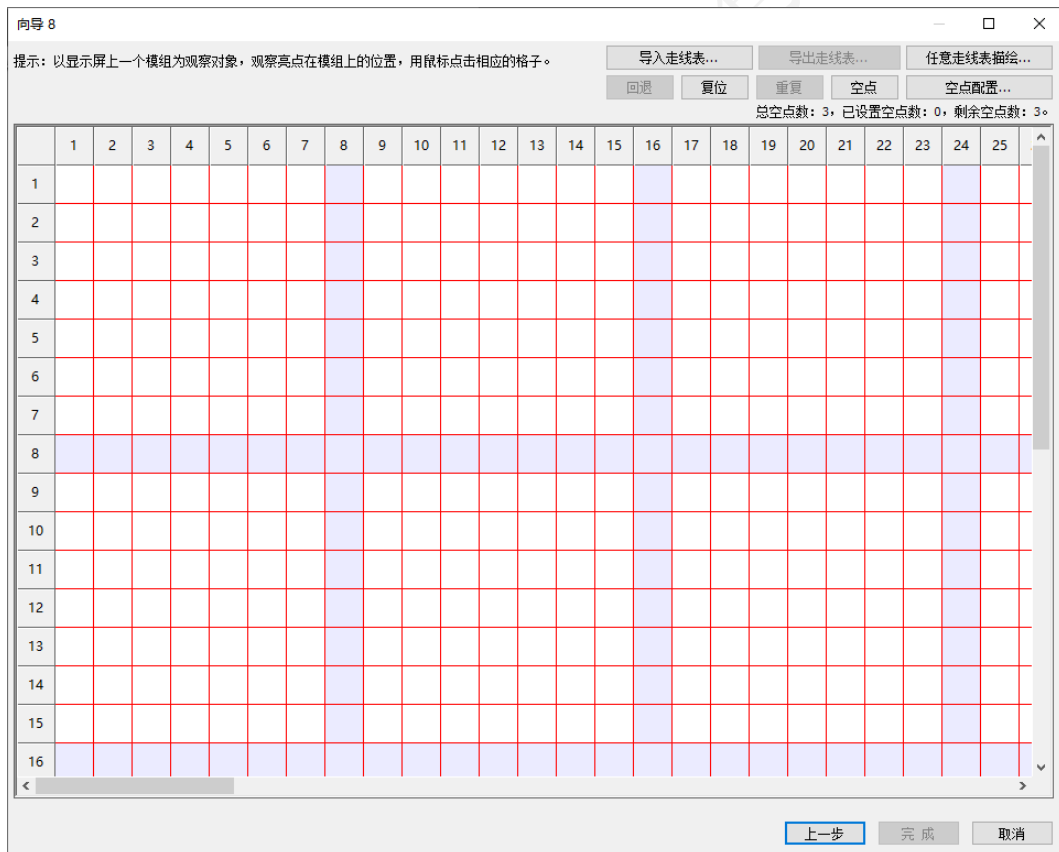 向导 8
提示: 以显示屏上一个模组为观察对象，观察亮点在模组上的位置，用鼠标点击相应的格子。
导入走线表... 导出走线表... 任意走线表描绘...
回退 复位 重复 空点 空点配置...
总空点数: 3，已设置空点数: 0，剩余空点数: 3。
1 2 3 4 5 6 7 8 9 10 11 12 13 14 15 16 17 18 19 20 21 22 23 24 25
1
2
3
4
5
6
7
8
9
10
11
12
13
14
15
16
上一步 完成 取消